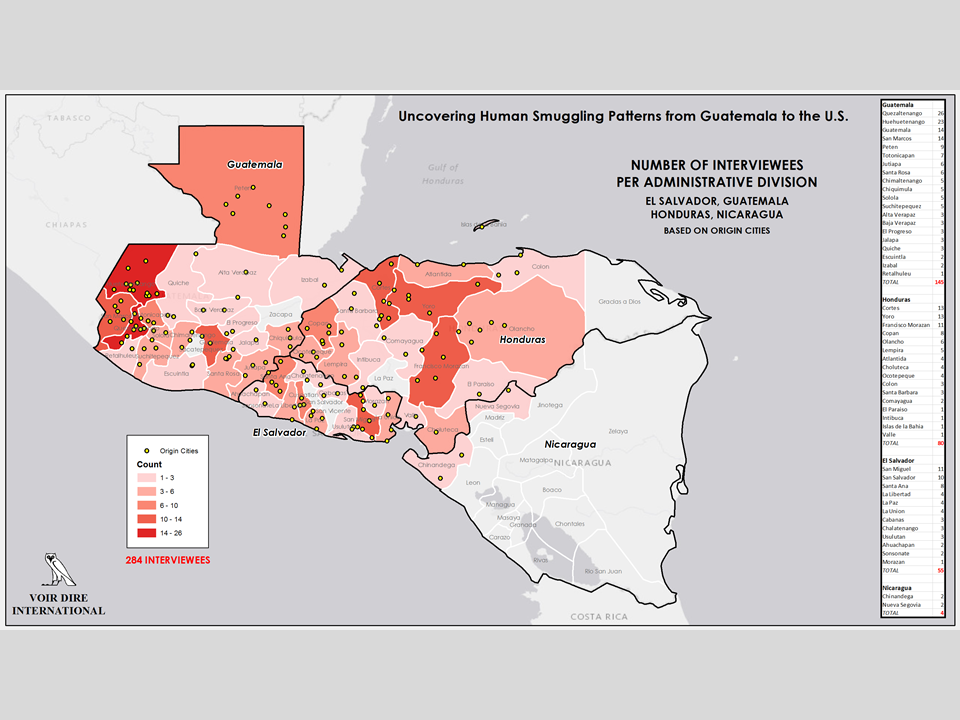 Uncovering Human Smuggling Patterns from Guatemala to the U.S.
NUMBER OF INTERVIEWEES
PER ADMINISTRATIVE DIVISION
EL SALVADOR, GUATEMALA
HONDURAS, NICARAGUA
BASED ON ORIGIN CITIES
TABASCO
CHIAPAS
Gulf of
Honduras
Guatemala
Honduras
El Salvador
Nicaragua
NICARAGUA
COSTA RICA
Quiche
Izabal
Zacapa
El Progreso
Escuintla
Santa Rosa
Atlantida
Colon
Olancho
Gracias a Dios
Comayagua
Intibuca
Lempira
La Paz
El Paraiso
Nueva Segovia
Jinotega
Madriz
Esteli
Zelaya
Matagalpa
Chinandega
Leon
Boaco
Managua
Masaya
Granada
Chontales
Carazo
Rivas
Rio San Juan
Origin Cities
Count
1 - 3
3 - 6
6 - 10
10 - 14
14 - 26
284 INTERVIEWEES
VOIR DIRE
INTERNATIONAL
Guatemala
Quezaltenango 26
Huehuetenango 23
Guatemala 14
San Marcos 14
Peten 9
Totonicapan 7
Jutiapa 6
Santa Rosa 6
Chimaltenango 5
Chiquimula 5
Solola 5
Suchitepequez 5
Alta Verapaz 3
Baja Verapaz 3
El Progreso 3
Jalapa 3
Quiche 3
Escuintla 2
Izabal 2
Retalhuleu 1
TOTAL 145
Honduras
Cortes 13
Yoro 13
Francisco Morazan 11
Copan 8
Olancho 6
Lempira 5
Atlantida 4
Choluteca 4
Ocotepeque 4
Colon 3
Santa Barbara 3
Comayagua 2
El Paraiso 1
Intibuca 1
Islas de la Bahia 1
Valle 1
TOTAL 80
El Salvador
San Miguel 11
San Salvador 10
Santa Ana 8
La Libertad 4
La Paz 4
La Union 4
Cabanas 3
Chalatenango 3
Usulutan 3
Ahuachapan 2
Sonsonate 2
Morazan 1
TOTAL 55
Nicaragua
Chinandega 2
Nueva Segovia 2
TOTAL 4